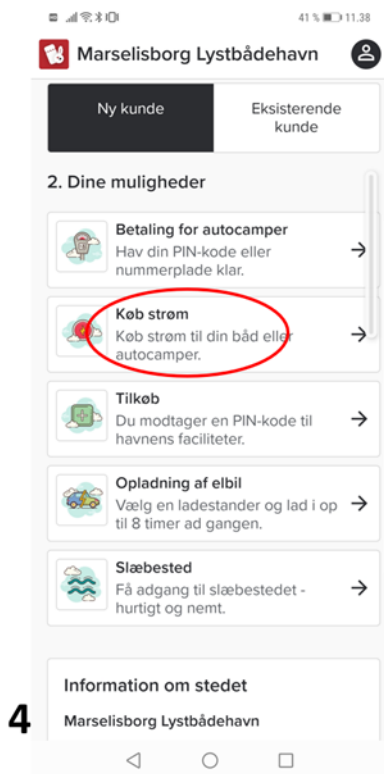 41 % 11.38
Marselisborg Lystbådehavn
Ny kunde
Eksisterende
kunde
2. Dine muligheder
Betaling for autocamper
Hav din PIN-kode eller
nummerplade klar.
Køb strøm
Køb strøm til din båd eller
autocamper.
Tilkøb
Du modtager en PIN-kode til
havnens faciliteter.
Opladning af elbil
Vælg en ladestander og lad i op
til 8 timer ad gangen.
Slæbested
Få adgang til slæbestedet -
hurtigt og nemt.
Information om stedet
4
Marselisborg Lystbådehavn